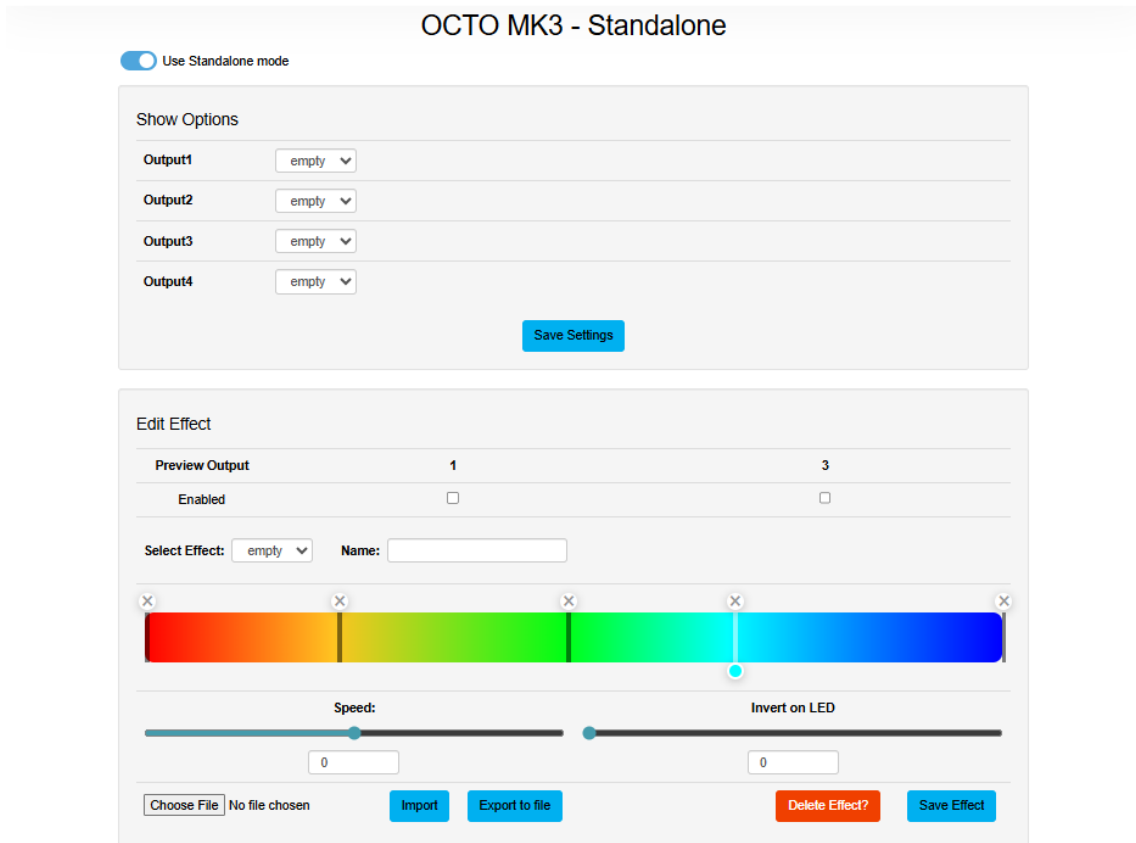 OCTO MK3 - Standalone
Use Standalone mode
Show Options
Output1 empty
Output2 empty
Output3 empty
Output4 empty
Save Settings
Edit Effect
Preview Output 1 3
Enabled
Select Effect: empty Name:
Speed: Invert on LED
0 0
Choose File No file chosen Import Export to file Delete Effect? Save Effect